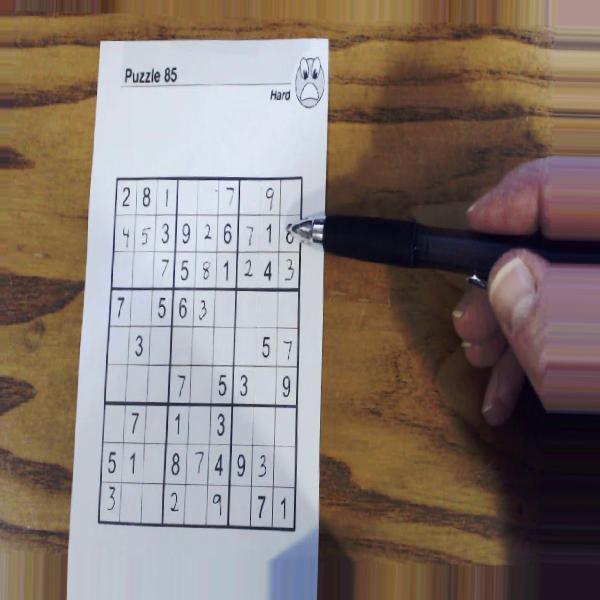 Puzzle 85
Hard
2 8 1 7 9
4 5 3 9 2 6 7 1 8
7 5 8 1 2 4 3
7 5 6 3
3 5 7
7 5 3 9
7 1 3
5 1 8 7 4 9 3
3 2 9 7 1